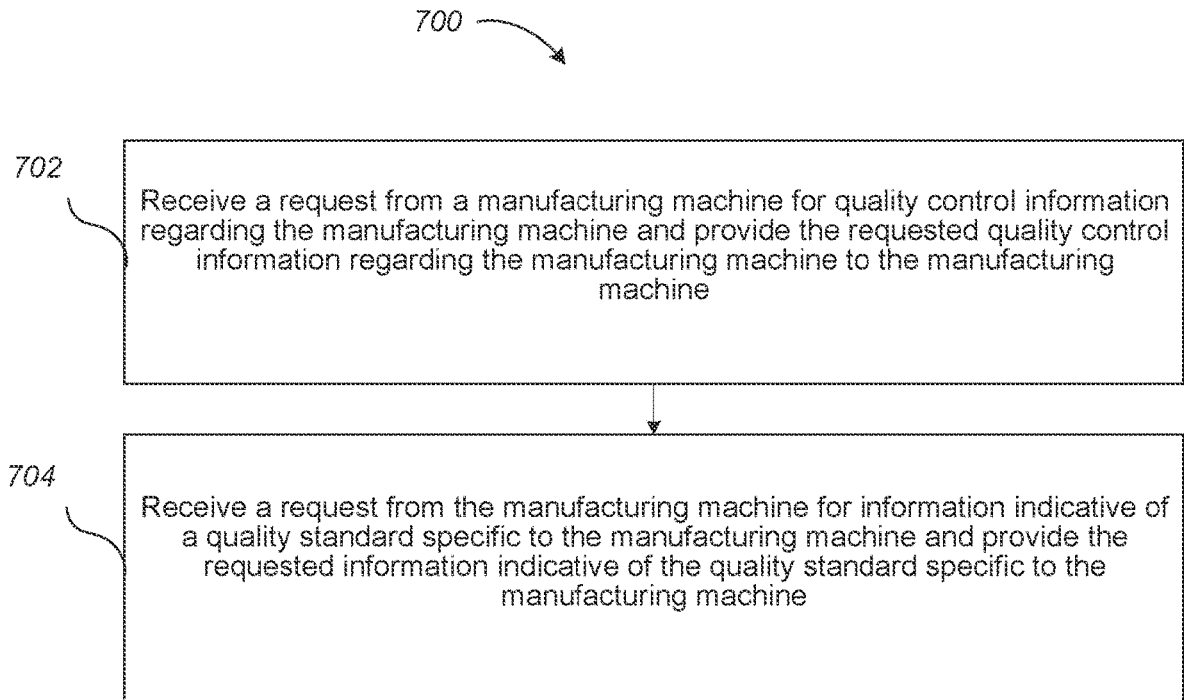 700
702
Receive a request from a manufacturing machine for quality control information
regarding the manufacturing machine and provide the requested quality control
information regarding the manufacturing machine to the manufacturing
machine
704
Receive a request from the manufacturing machine for information indicative of
a quality standard specific to the manufacturing machine and provide the
requested information indicative of the quality standard specific to the
manufacturing machine